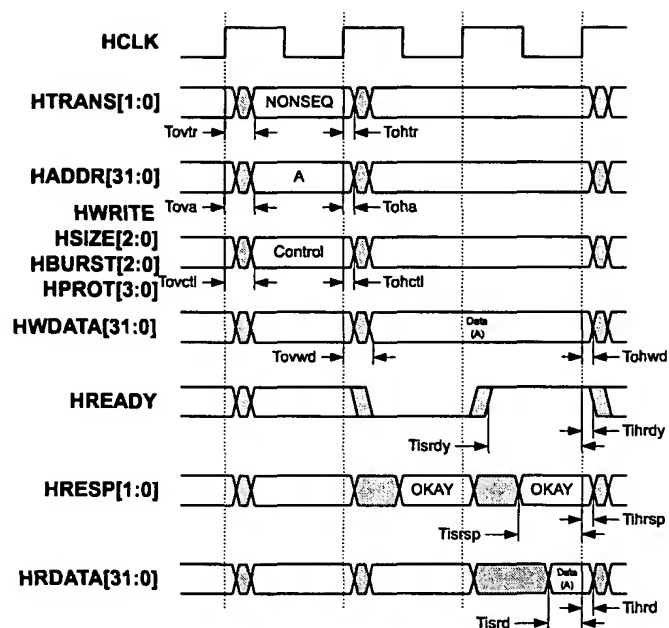 HCLK
HTRANS[1:0]
NONSEQ
Tovtr
Tohtr
HADDR[31:0]
A
Tova
Toha
HWRITE
HSIZE[2:0]
HBURST[2:0]
HPROT[3:0]
Control
Tovctl
Tohctl
HWDATA[31:0]
Data
(A)
Tovwd
Tohwd
HREADY
Tisrdy
Tihrdy
HRESP[1:0]
OKAY
OKAY
Tisrsp
Tihrsp
HRDATA[31:0]
Data
(A)
Tisrd
Tihrd